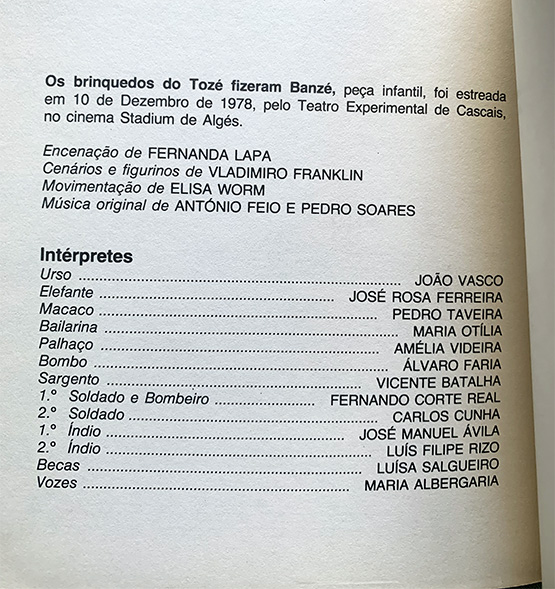 Os brinquedos do Tozé fizeram Banzé, peça infantil, foi estreada
em 10 de Dezembro de 1978, pelo Teatro Experimental de Cascais,
no cinema Stadium de Algés.
Encenação de FERNANDA LAPA
Cenários e figurinos de VLADIMIRO FRANKLIN
Movimentação de ELISA WORM
Música original de ANTÓNIO FEIO E PEDRO SOARES
Intérpretes
Urso ........ JOÃO VASCO
Elefante ........ JOSÉ ROSA FERREIRA
Macaco ........ PEDRO TAVEIRA
Bailarina ........ MARIA OTÍLIA
Palhaço ........ AMÉLIA VIDEIRA
Bombo ........ ÁLVARO FARIA
Sargento ........ VICENTE BATALHA
1.º Soldado e Bombeiro ........ FERNANDO CORTE REAL
2.º Soldado ........ CARLOS CUNHA
1.º Índio ........ JOSÉ MANUEL ÁVILA
2.º Índio ........ LUÍS FILIPE RIZO
Becas ........ LUÍSA SALGUEIRO
Vozes ........ MARIA ALBERGARIA